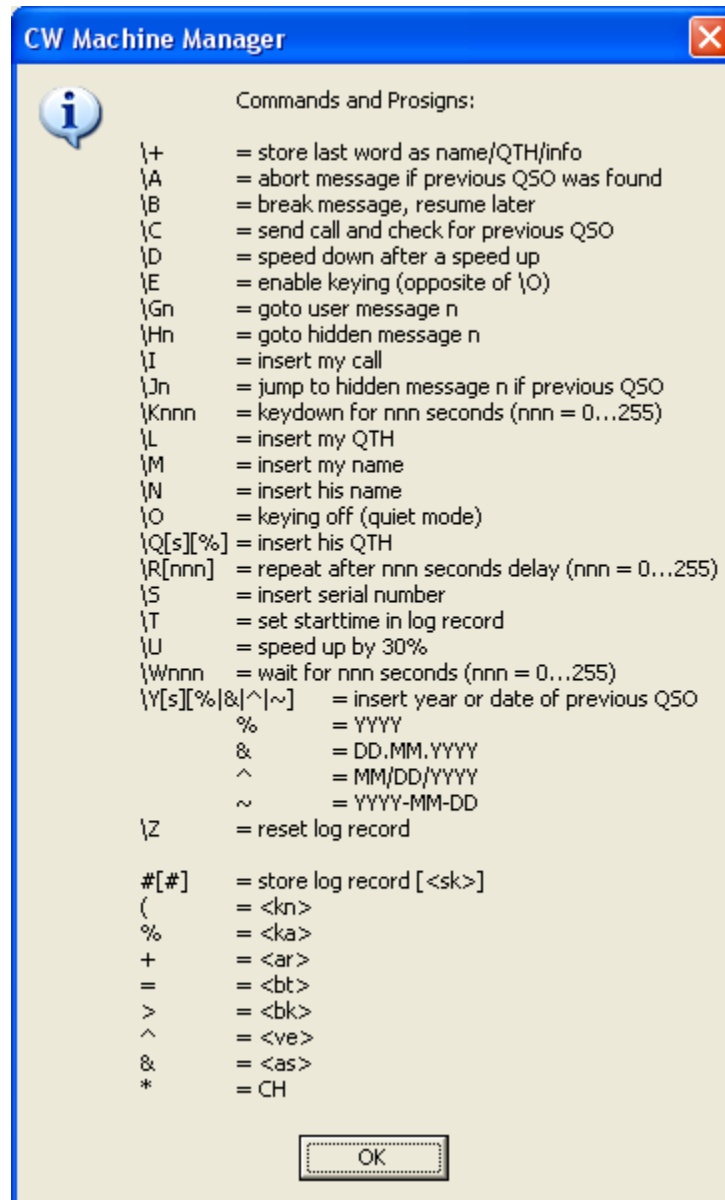 CW Machine Manager
Commands and Prosigns:
\+ = store last word as name/QTH/info
\A = abort message if previous QSO was found
\B = break message, resume later
\C = send call and check for previous QSO
\D = speed down after a speed up
\E = enable keying (opposite of \O)
\Gn = goto user message n
\Hn = goto hidden message n
\I = insert my call
\Jn = jump to hidden message n if previous QSO
\Knnn = keydown for nnn seconds (nnn = 0...255)
\L = insert my QTH
\M = insert my name
\N = insert his name
\O = keying off (quiet mode)
\Q[s][%] = insert his QTH
\R[nnn] = repeat after nnn seconds delay (nnn = 0...255)
\S = insert serial number
\T = set starttime in log record
\U = speed up by 30%
\Wnnn = wait for nnn seconds (nnn = 0...255)
\Y[s][%|&|^|~] = insert year or date of previous QSO
% = YYYY
& = DD.MM.YYYY
^ = MM/DD/YYYY
~ = YYYY-MM-DD
\Z = reset log record
#[#] = store log record [<sk>]
( = <kn>
% = <ka>
+ = <ar>
= = <bt>
> = <bk>
^ = <ve>
& = <as>
* = CH
OK